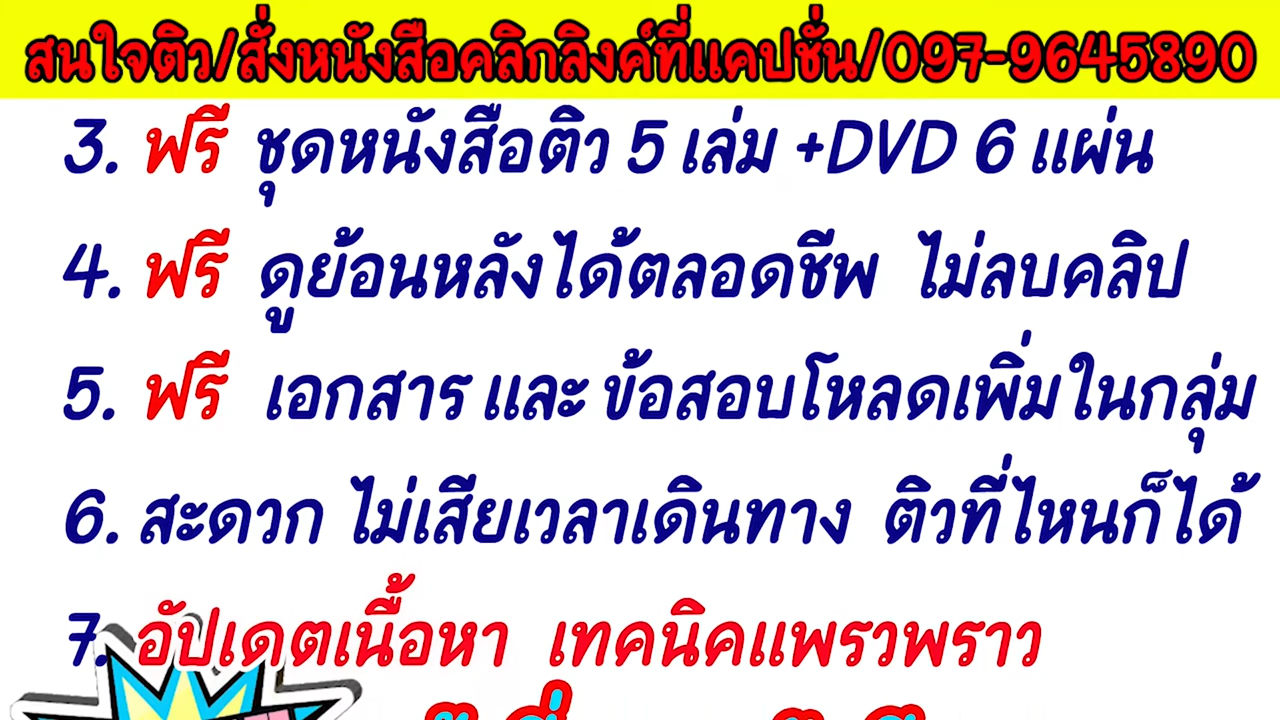 สนใจติว/สั่งหนังสือคลิกลิงค์ที่แคปชั่น/097-9645890
3. ฟรี ชุดหนังสือติว 5 เล่ม +DVD 6 แผ่น
4. ฟรี ดูย้อนหลังได้ตลอดชีพ ไม่ลบคลิป
5. ฟรี เอกสาร และ ข้อสอบโหลดเพิ่มในกลุ่ม
6. สะดวก ไม่เสียเวลาเดินทาง ติวที่ไหนก็ได้
7. อัปเดตเนื้อหา เทคนิคแพรวพราว